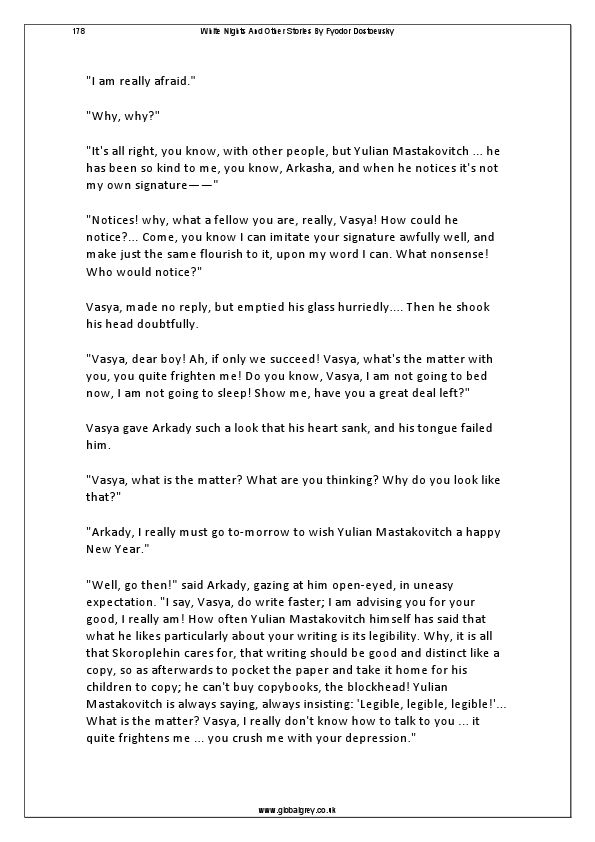 178 White Nights And Other Stories By Fyodor Dostoevsky
"I am really afraid."
"Why, why?"
"It's all right, you know, with other people, but Yulian Mastakovitch ... he
has been so kind to me, you know, Arkasha, and when he notices it's not
my own signature——"
"Notices! why, what a fellow you are, really, Vasya! How could he
notice?... Come, you know I can imitate your signature awfully well, and
make just the same flourish to it, upon my word I can. What nonsense!
Who would notice?"
Vasya, made no reply, but emptied his glass hurriedly.... Then he shook
his head doubtfully.
"Vasya, dear boy! Ah, if only we succeed! Vasya, what's the matter with
you, you quite frighten me! Do you know, Vasya, I am not going to bed
now, I am not going to sleep! Show me, have you a great deal left?"
Vasya gave Arkady such a look that his heart sank, and his tongue failed
him.
"Vasya, what is the matter? What are you thinking? Why do you look like
that?"
"Arkady, I really must go to-morrow to wish Yulian Mastakovitch a happy
New Year."
"Well, go then!" said Arkady, gazing at him open-eyed, in uneasy
expectation. "I say, Vasya, do write faster; I am advising you for your
good, I really am! How often Yulian Mastakovitch himself has said that
what he likes particularly about your writing is its legibility. Why, it is all
that Skoroplehin cares for, that writing should be good and distinct like a
copy, so as afterwards to pocket the paper and take it home for his
children to copy; he can't buy copybooks, the blockhead! Yulian
Mastakovitch is always saying, always insisting: 'Legible, legible, legible!'...
What is the matter? Vasya, I really don't know how to talk to you ... it
quite frightens me ... you crush me with your depression."
www.globalgrey.co.uk